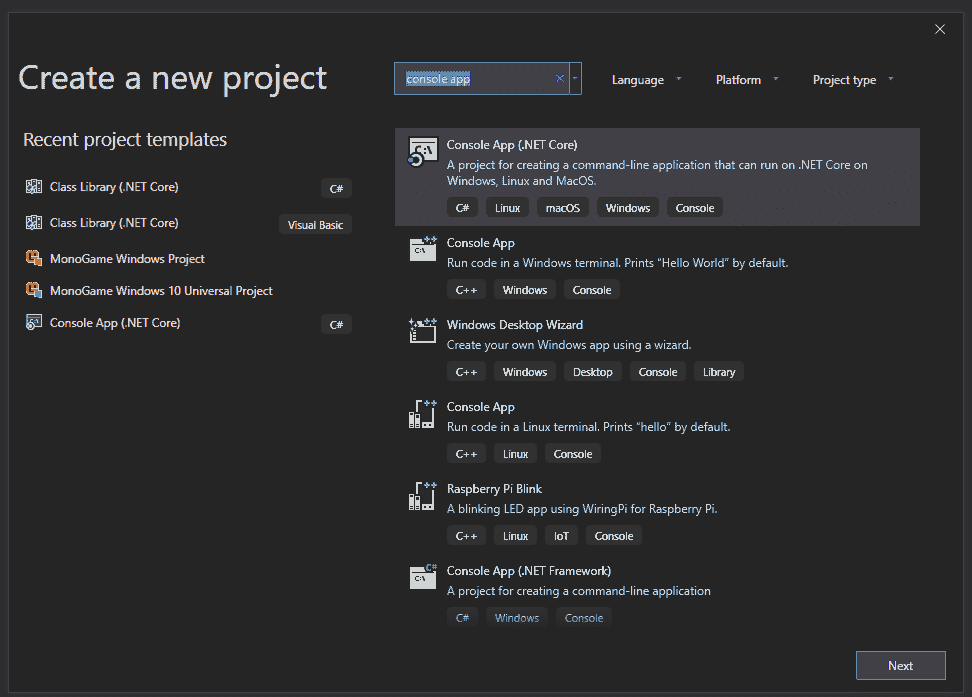 Create a new project
console app
Language
Platform
Project type
Recent project templates
Class Library (.NET Core)
C#
Class Library (.NET Core)
Visual Basic
MonoGame Windows Project
MonoGame Windows 10 Universal Project
Console App (.NET Core)
C#
Console App (.NET Core)
A project for creating a command-line application that can run on .NET Core on
Windows, Linux and MacOS.
C# Linux macOS Windows Console
Console App
Run code in a Windows terminal. Prints "Hello World" by default.
C++ Windows Console
Windows Desktop Wizard
Create your own Windows app using a wizard.
C++ Windows Desktop Console Library
Console App
Run code in a Linux terminal. Prints "hello" by default.
C++ Linux Console
Raspberry Pi Blink
A blinking LED app using WiringPi for Raspberry Pi.
C++ Linux IoT Console
Console App (.NET Framework)
A project for creating a command-line application
C# Windows Console
Next